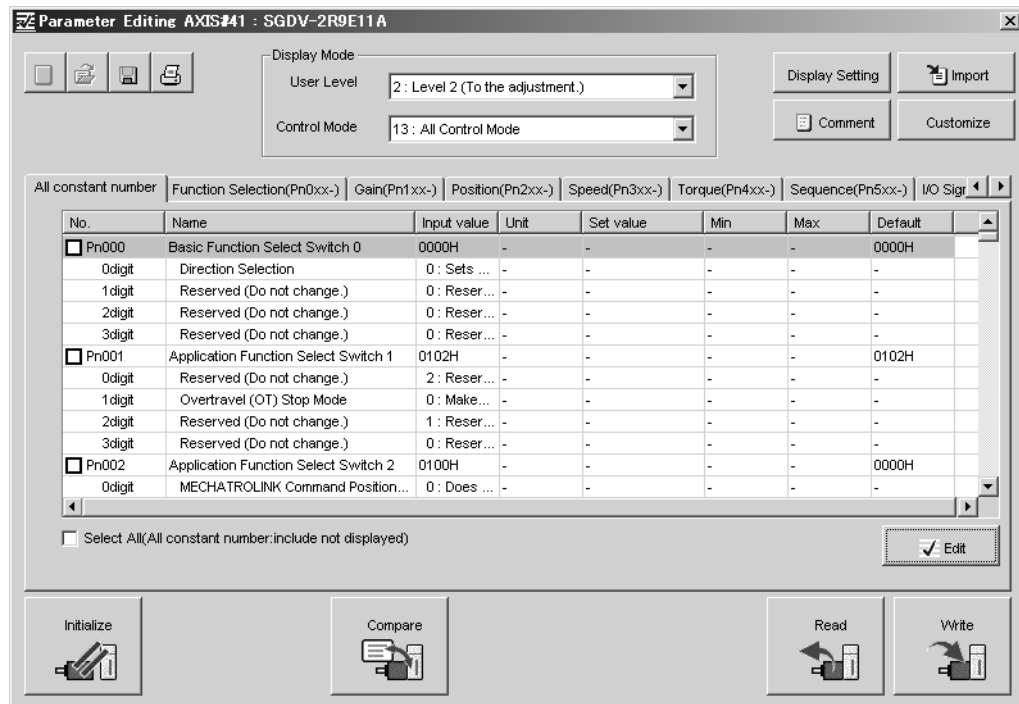 Parameter Editing AXIS#41 : SGDV-2R9E11A
Display Mode
User Level 2 : Level 2 (To the adjustment.)
Control Mode 13 : All Control Mode
Display Setting Import
Comment Customize
All constant number Function Selection(Pn0xx-) Gain(Pn1xx-) Position(Pn2xx-) Speed(Pn3xx-) Torque(Pn4xx-) Sequence(Pn5xx-) I/O Sigr
No. Name Input value Unit Set value Min Max Default
Pn000 Basic Function Select Switch 0 0000H - - - - 0000H
0digit Direction Selection 0 : Sets ... - - - - -
1digit Reserved (Do not change.) 0 : Reser... - - - - -
2digit Reserved (Do not change.) 0 : Reser... - - - - -
3digit Reserved (Do not change.) 0 : Reser... - - - - -
Pn001 Application Function Select Switch 1 0102H - - - - 0102H
0digit Reserved (Do not change.) 2 : Reser... - - - - -
1digit Overtravel (OT) Stop Mode 0 : Make... - - - - -
2digit Reserved (Do not change.) 1 : Reser... - - - - -
3digit Reserved (Do not change.) 0 : Reser... - - - - -
Pn002 Application Function Select Switch 2 0100H - - - - 0000H
0digit MECHATROLINK Command Position... 0 : Does ... - - - - -
Select All(All constant number:include not displayed)
Edit
Initialize Compare Read Write